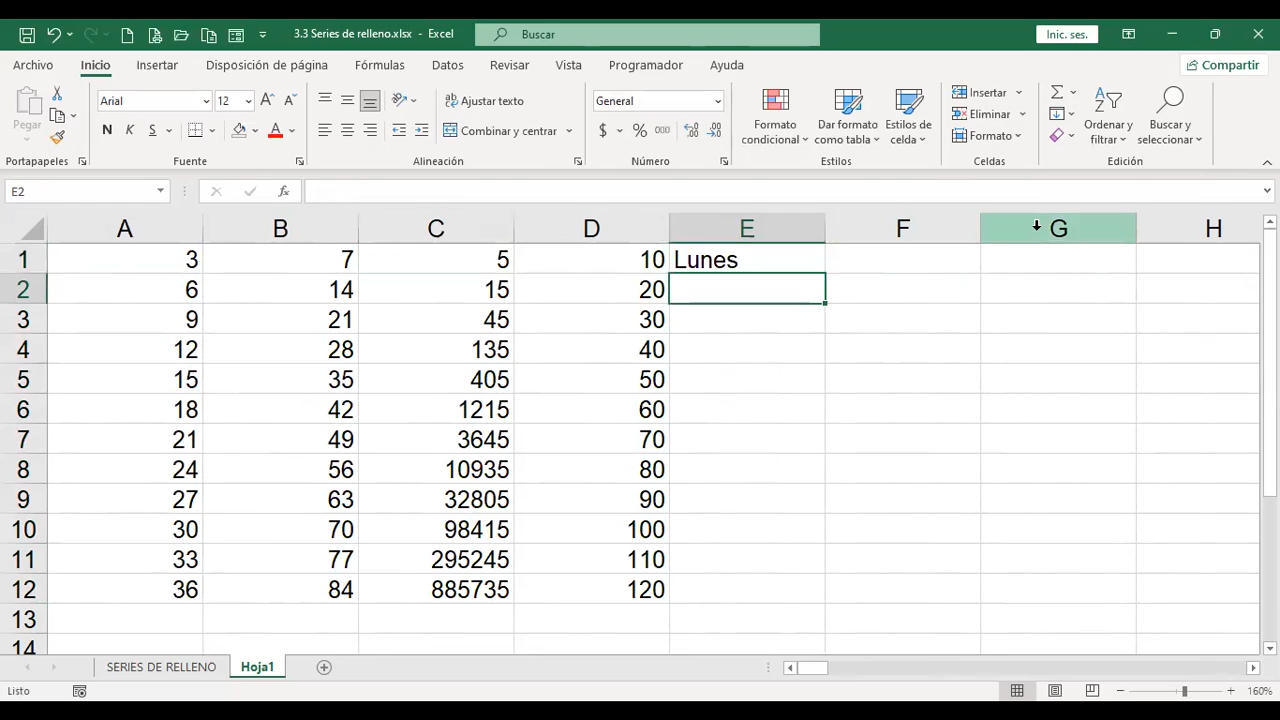 3.3 Series de relleno.xlsx - Excel
Buscar
Inic. ses.
Archivo Inicio Insertar Disposición de página Fórmulas Datos Revisar Vista Programador Ayuda
Compartir
Pegar
Portapapeles
Arial 12
N K S A
Fuente
Ajustar texto
Combinar y centrar
Alineación
General
$ % 000
Número
Formato condicional
Dar formato como tabla
Estilos de celda
Estilos
Insertar
Eliminar
Formato
Celdas
Ordenar y filtrar
Buscar y seleccionar
Edición
E2
fx
A B C D E F G H
1 3 7 5 10 Lunes
2 6 14 15 20
3 9 21 45 30
4 12 28 135 40
5 15 35 405 50
6 18 42 1215 60
7 21 49 3645 70
8 24 56 10935 80
9 27 63 32805 90
10 30 70 98415 100
11 33 77 295245 110
12 36 84 885735 120
13
14
SERIES DE RELLENO Hoja1
Listo
160%